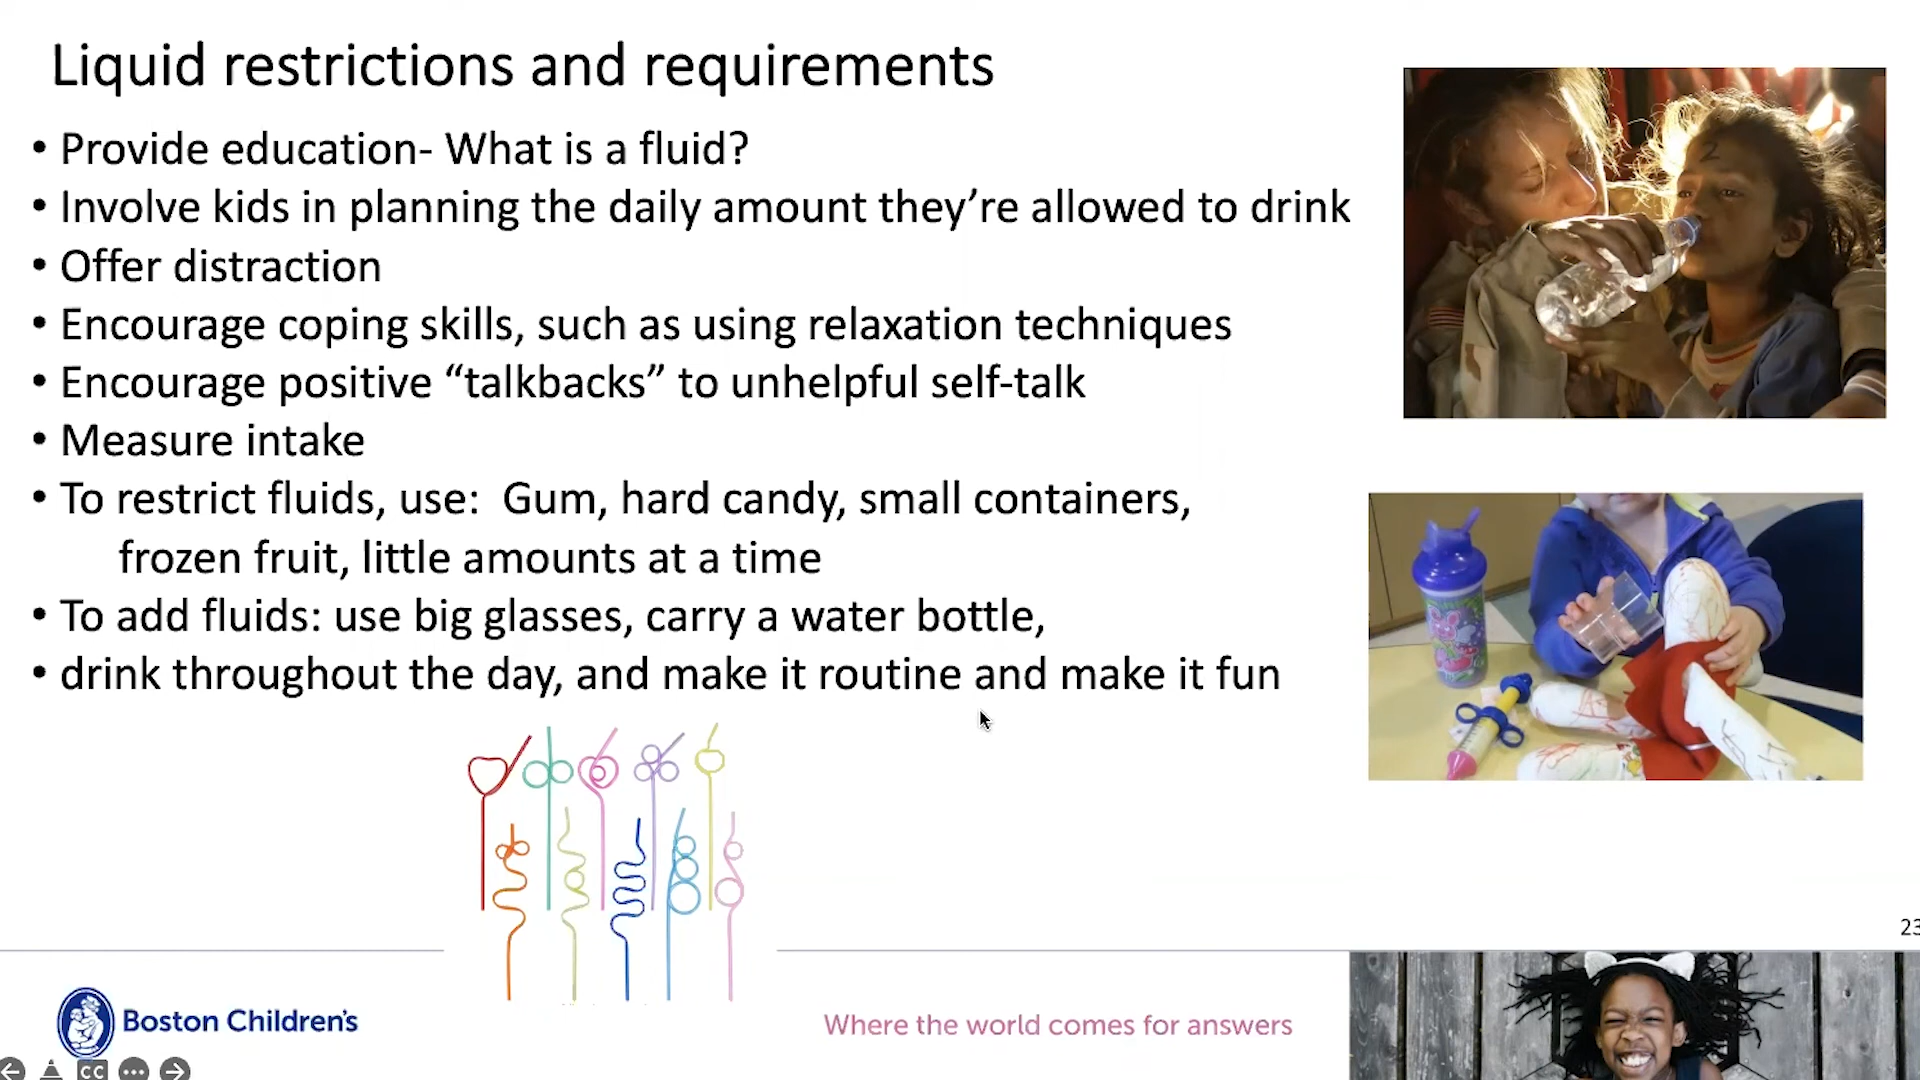 Liquid restrictions and requirements
• Provide education- What is a fluid?
• Involve kids in planning the daily amount they’re allowed to drink
• Offer distraction
• Encourage coping skills, such as using relaxation techniques
• Encourage positive “talkbacks” to unhelpful self-talk
• Measure intake
• To restrict fluids, use:  Gum, hard candy, small containers,
frozen fruit, little amounts at a time
• To add fluids: use big glasses, carry a water bottle,
• drink throughout the day, and make it routine and make it fun
23
Boston Children's
Where the world comes for answers
CC